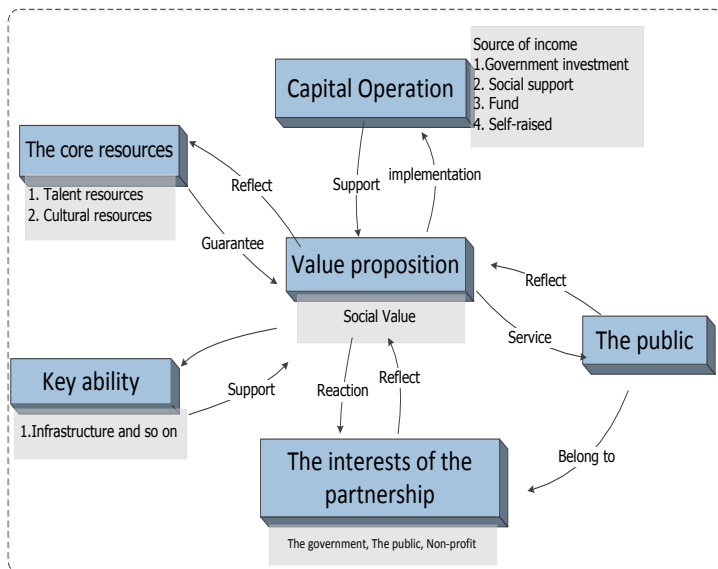 Source of income
1.Government investment
2. Social support
3. Fund
4. Self-raised
Capital Operation
The core resources
1. Talent resources
2. Cultural resources
Reflect
Support
implementation
Guarantee
Value proposition
Social Value
Reflect
Service
The public
Key ability
1.Infrastructure and so on
Support
Reaction
Reflect
Belong to
The interests of the
partnership
The government, The public, Non-profit